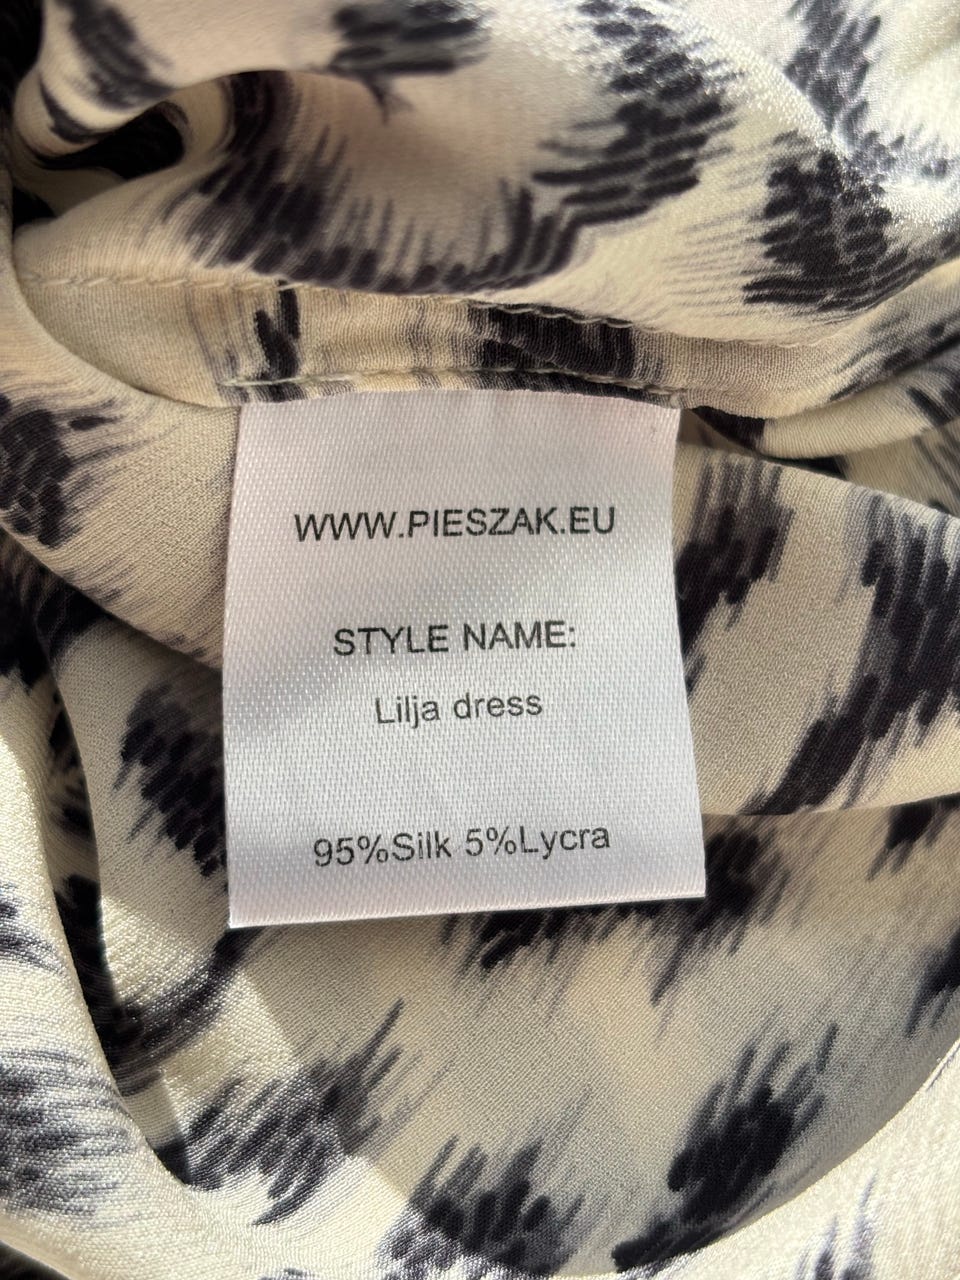 WWW.PIESZAK.EU
STYLE NAME:
Lilja dress
95%Silk 5%Lycra